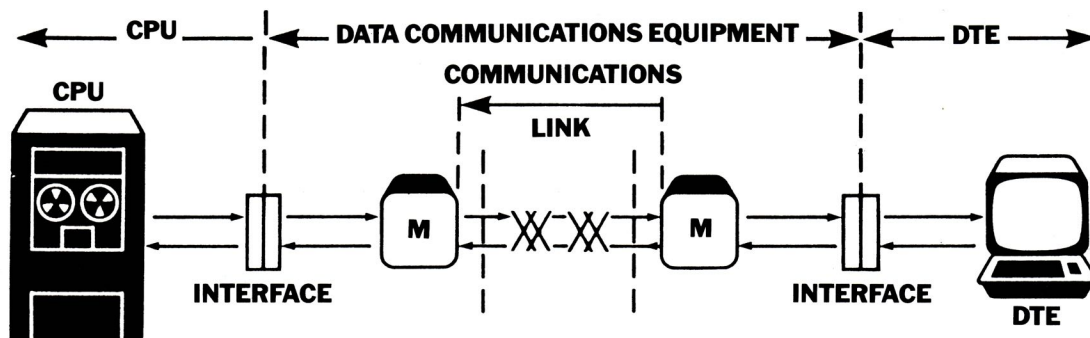 CPU
DATA COMMUNICATIONS EQUIPMENT
DTE
COMMUNICATIONS
CPU
LINK
M
M
INTERFACE
INTERFACE
DTE